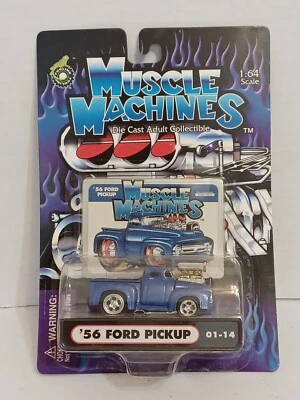 MUSCLE
MACHINES
1:64
Scale
Die Cast Adult Collectible
TM
'56 FORD
PICKUP
MUSCLE
MACHINES
'56 FORD PICKUP
01-14
WARNING: